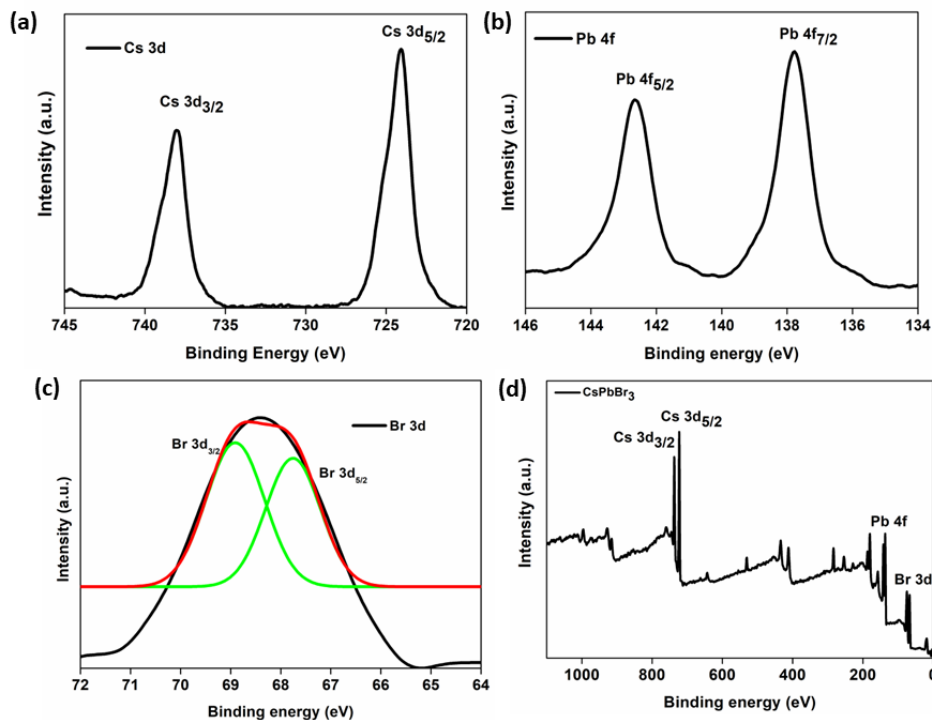 (a)
Cs 3d
Cs 3d3/2
Cs 3d5/2
Intensity (a.u.)
745 740 735 730 725 720
Binding Energy (eV)
(b)
Pb 4f
Pb 4f5/2
Pb 4f7/2
Intensity (a.u.)
146 144 142 140 138 136 134
Binding energy (eV)
(c)
Br 3d
Br 3d3/2
Br 3d5/2
Intensity (a.u.)
72 71 70 69 68 67 66 65 64
Binding energy (eV)
(d)
CsPbBr3
Cs 3d5/2
Cs 3d3/2
Pb 4f
Br 3d
Intensity (a.u.)
1000 800 600 400 200 0
Binding energy (eV)